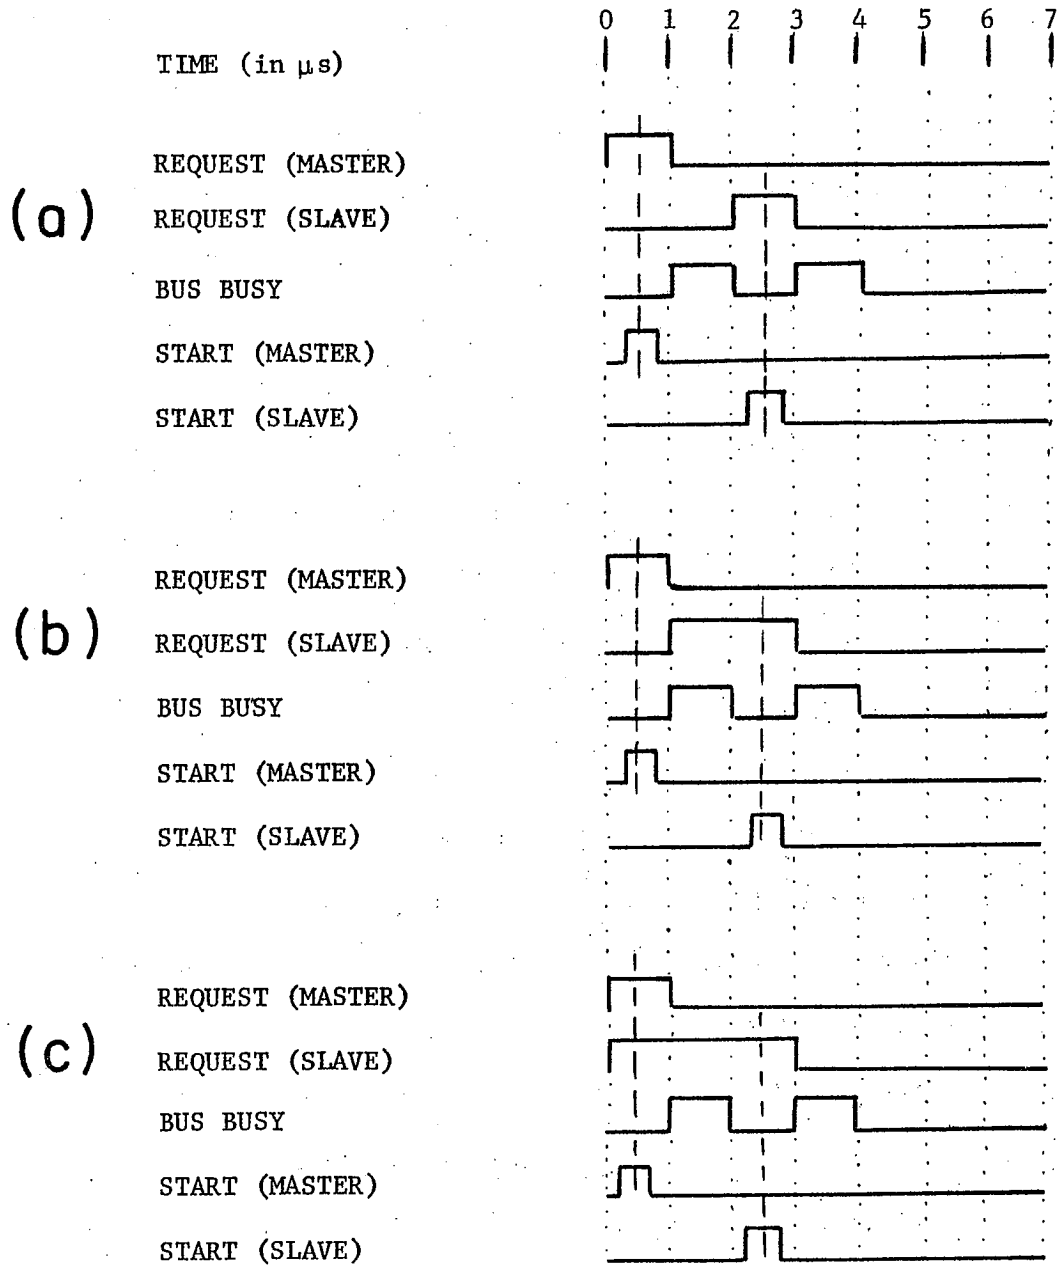 0 1 2 3 4 5 6 7
TIME (in μs)
(a)
REQUEST (MASTER)
REQUEST (SLAVE)
BUS BUSY
START (MASTER)
START (SLAVE)
(b)
REQUEST (MASTER)
REQUEST (SLAVE)
BUS BUSY
START (MASTER)
START (SLAVE)
(c)
REQUEST (MASTER)
REQUEST (SLAVE)
BUS BUSY
START (MASTER)
START (SLAVE)